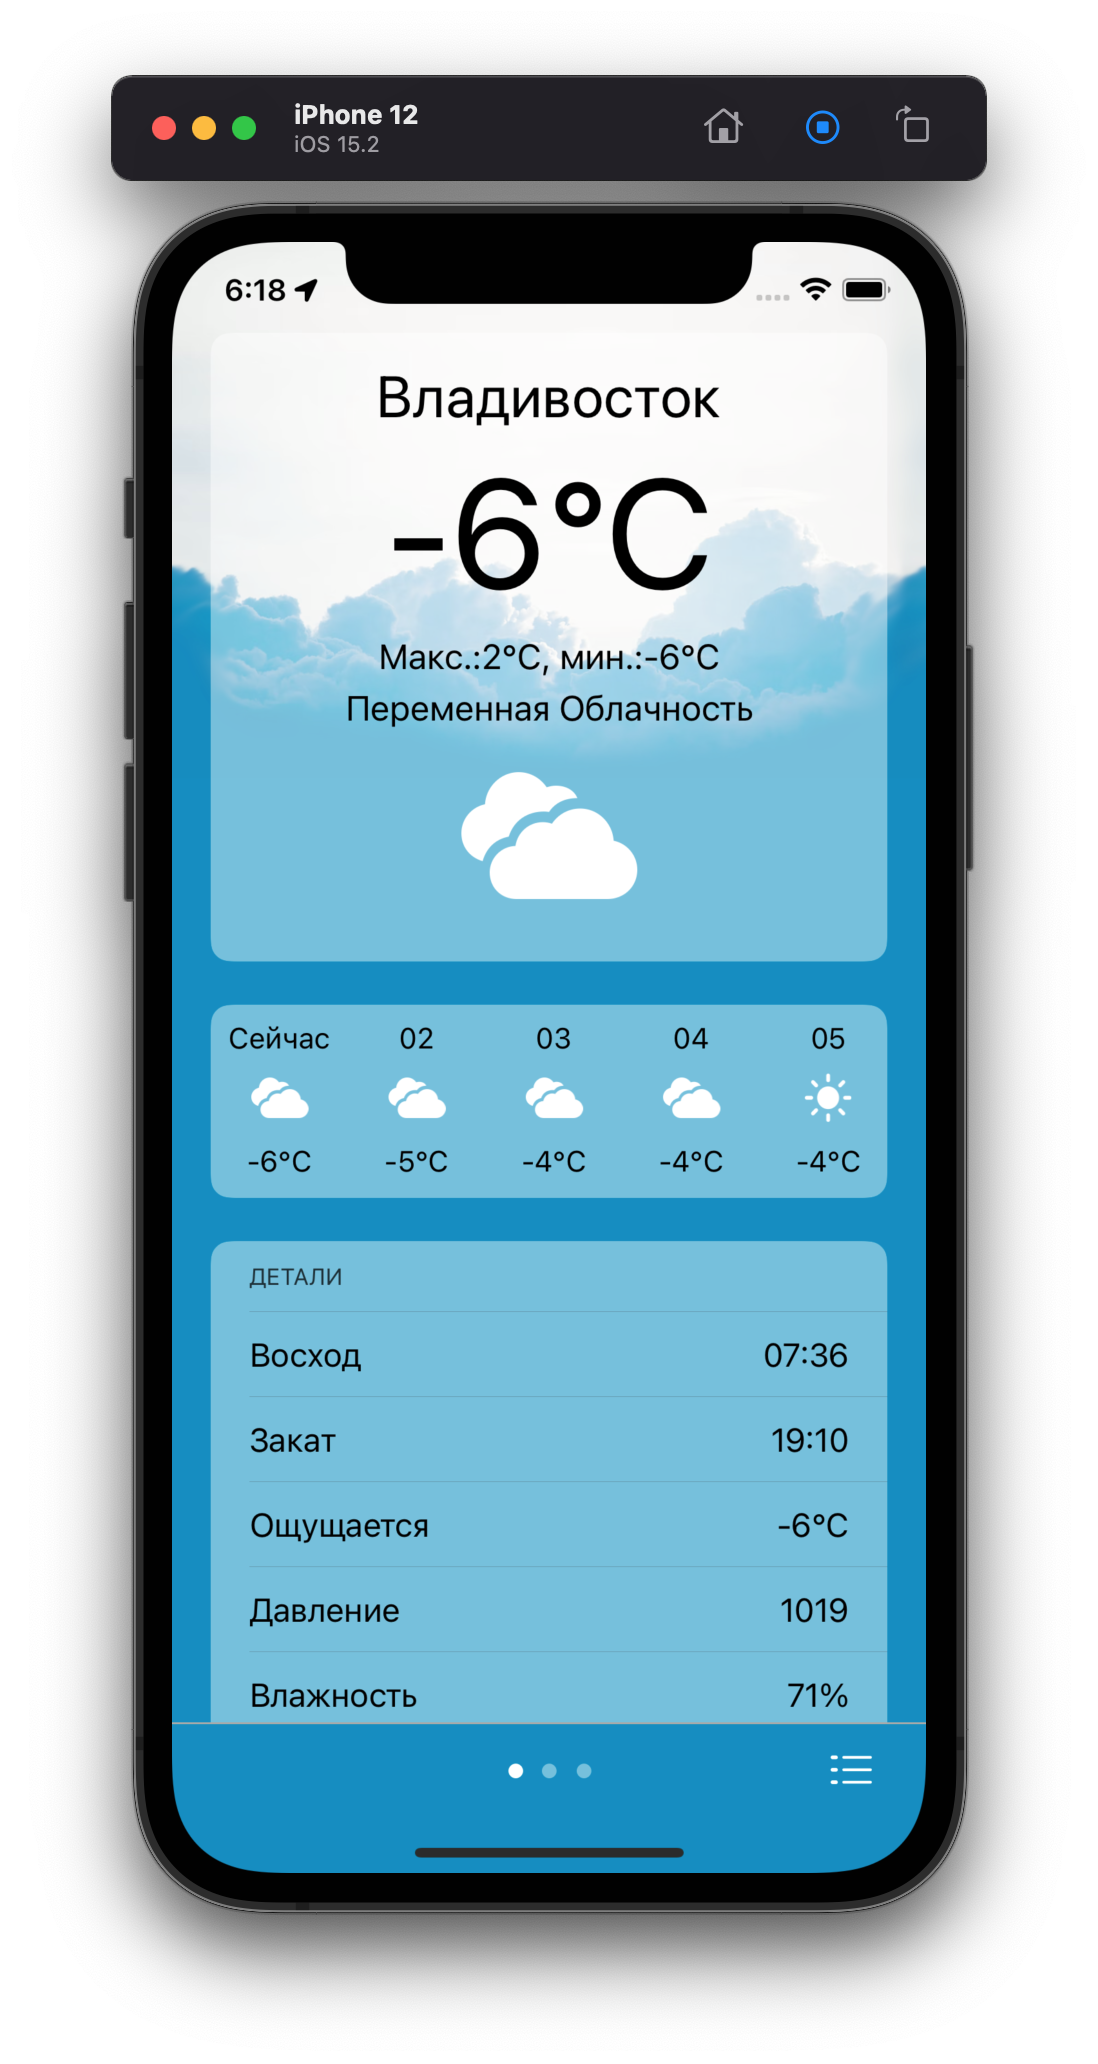 iPhone 12
iOS 15.2
6:18
Владивосток
-6°C
Макс.:2°C, мин.:-6°C
Переменная Облачность
Сейчас 02 03 04 05
-6°C -5°C -4°C -4°C -4°C
ДЕТАЛИ
Восход 07:36
Закат 19:10
Ощущается -6°C
Давление 1019
Влажность 71%